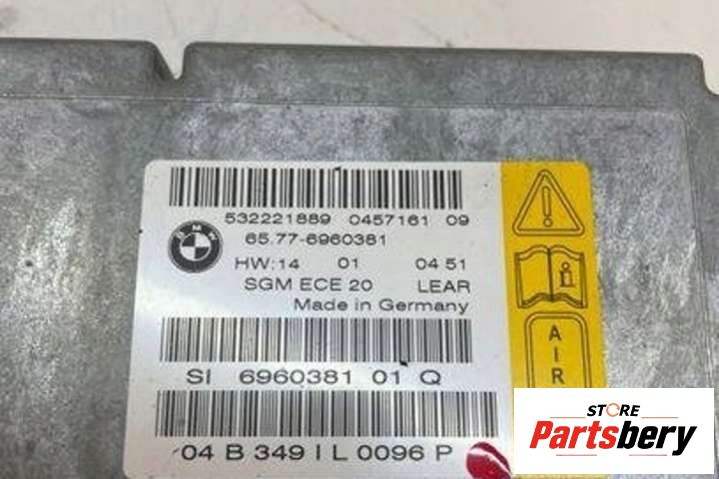 532221889 0457161 09
BMW
65.77-6960381
HW:14 01 04 51
SGM ECE 20 LEAR
Made in Germany
SI 6960381 01 Q
04 B 349 I L 0096 P
AIR
STORE
Partsbery